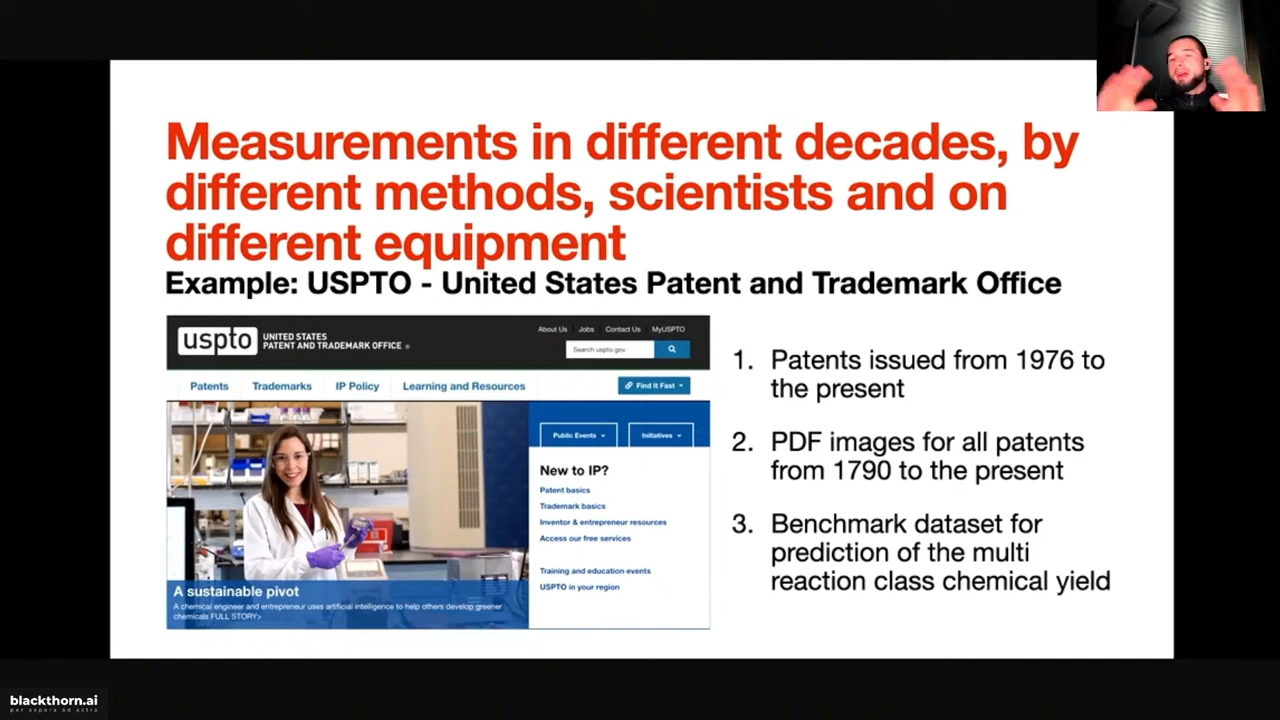 Measurements in different decades, by
different methods, scientists and on
different equipment
Example: USPTO - United States Patent and Trademark Office
uspto
UNITED STATES
PATENT AND TRADEMARK OFFICE
About Us
Jobs
Contact Us
MyUSPTO
Search uspto.gov
Patents
Trademarks
IP Policy
Learning and Resources
Find It Fast
Public Events
Initiatives
New to IP?
Patent basics
Trademark basics
Inventor & entrepreneur resources
Access our free services
Training and education events
USPTO in your region
A sustainable pivot
A chemical engineer and entrepreneur uses artificial intelligence to help others develop greener
chemicals FULL STORY>
1. Patents issued from 1976 to
the present
2. PDF images for all patents
from 1790 to the present
3. Benchmark dataset for
prediction of the multi
reaction class chemical yield
blackthorn.ai
per aspera ad astra